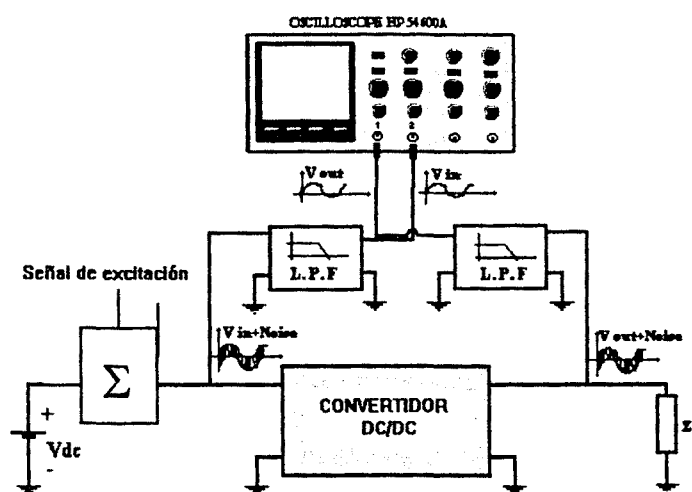 OSCILLOSCOPE HP 54600A
1 2
V out
V in
L.P.F
L.P.F
Señal de excitación
V in+Noise
V out+Noise
Σ
CONVERTIDOR
DC/DC
+
Vdc
-